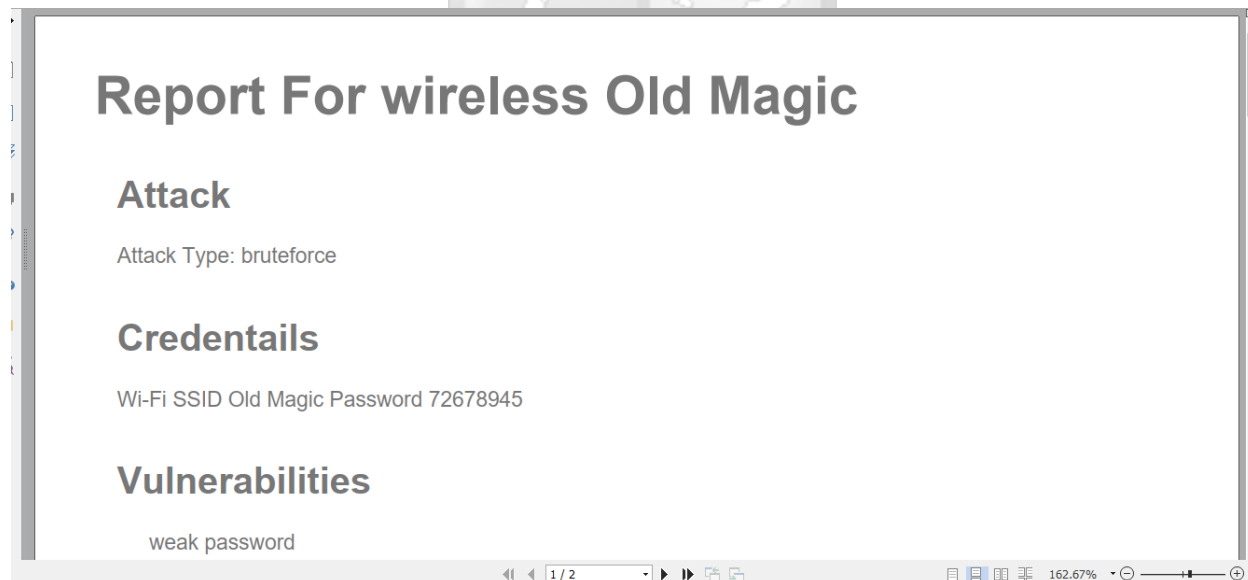 Report For wireless Old Magic
Attack
Attack Type: bruteforce
Credentails
Wi-Fi SSID Old Magic Password 72678945
Vulnerabilities
weak password
1 / 2
162.67%